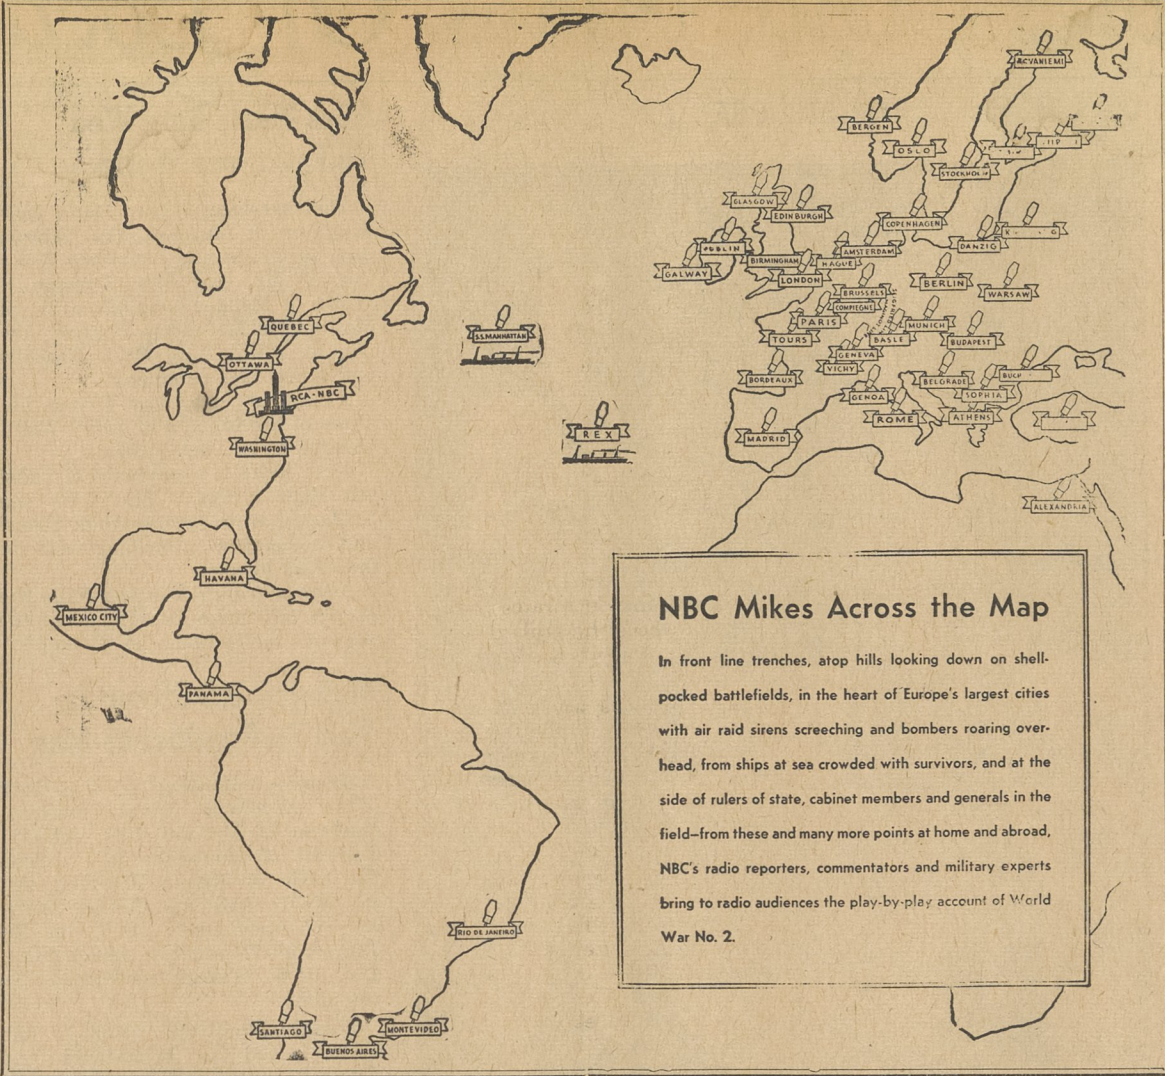 ROVANIEMI
BERGEN
OSLO
STOCKHOLM
GLASGOW
EDINBURGH
COPENHAGEN
DUBLIN
AMSTERDAM
DANZIG
GALWAY
BIRMINGHAM
HAGUE
LONDON
BERLIN
BRUSSELS
WARSAW
COMPIEGNE
QUEBEC
PARIS
MUNICH
S.S. MANHATTAN
TOURS
BASLE
BUDAPEST
GENEVA
OTTAWA
VICHY
BORDEAUX
BELGRADE
RCA-NBC
GENOA
SOPHIA
ROME
ATHENS
REX
MADRID
WASHINGTON
ALEXANDRIA
HAVANA
MEXICO CITY
PANAMA
NBC Mikes Across the Map
In front line trenches, atop hills looking down on shell-
pocked battlefields, in the heart of Europe's largest cities
with air raid sirens screeching and bombers roaring over-
head, from ships at sea crowded with survivors, and at the
side of rulers of state, cabinet members and generals in the
field—from these and many more points at home and abroad,
NBC's radio reporters, commentators and military experts
bring to radio audiences the play-by-play account of World
War No. 2.
RIO DE JANEIRO
SANTIAGO
MONTEVIDEO
BUENOS AIRES